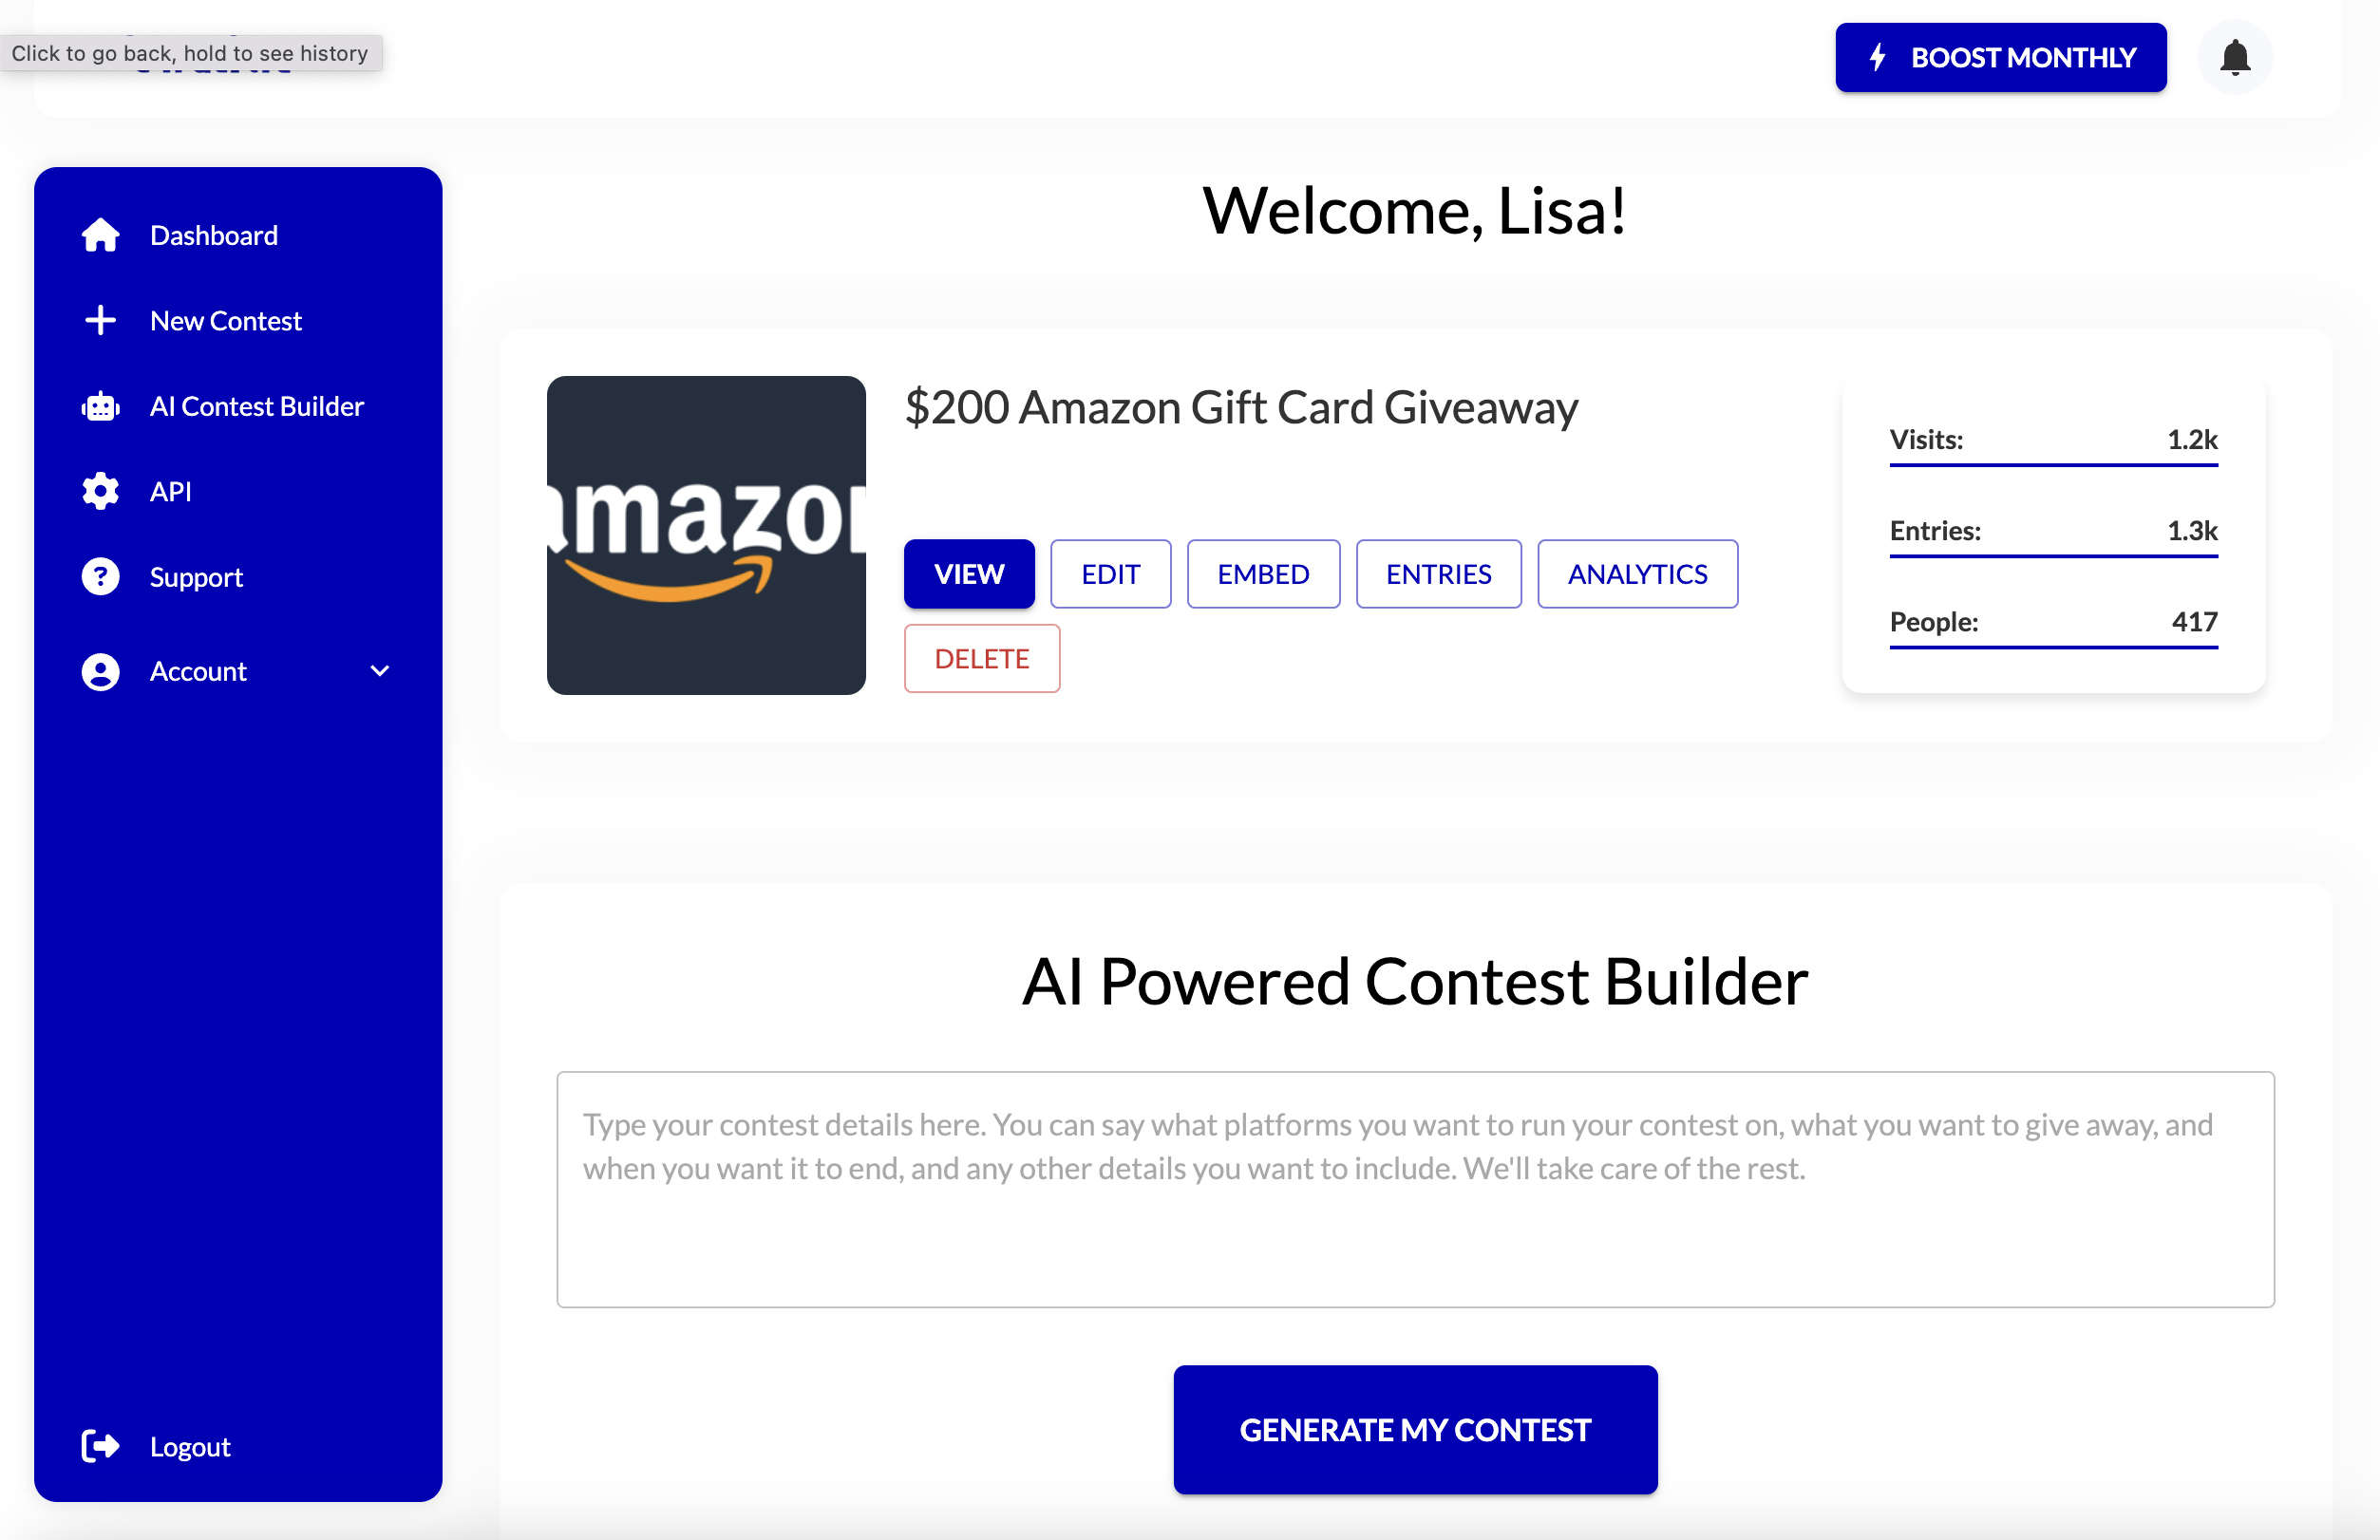 Click to go back, hold to see history
BOOST MONTHLY
Dashboard
New Contest
AI Contest Builder
API
Support
Account
Logout
Welcome, Lisa!
amazon
$200 Amazon Gift Card Giveaway
VIEW
EDIT
EMBED
ENTRIES
ANALYTICS
DELETE
Visits: 1.2k
Entries: 1.3k
People: 417
AI Powered Contest Builder
Type your contest details here. You can say what platforms you want to run your contest on, what you want to give away, and
when you want it to end, and any other details you want to include. We'll take care of the rest.
GENERATE MY CONTEST